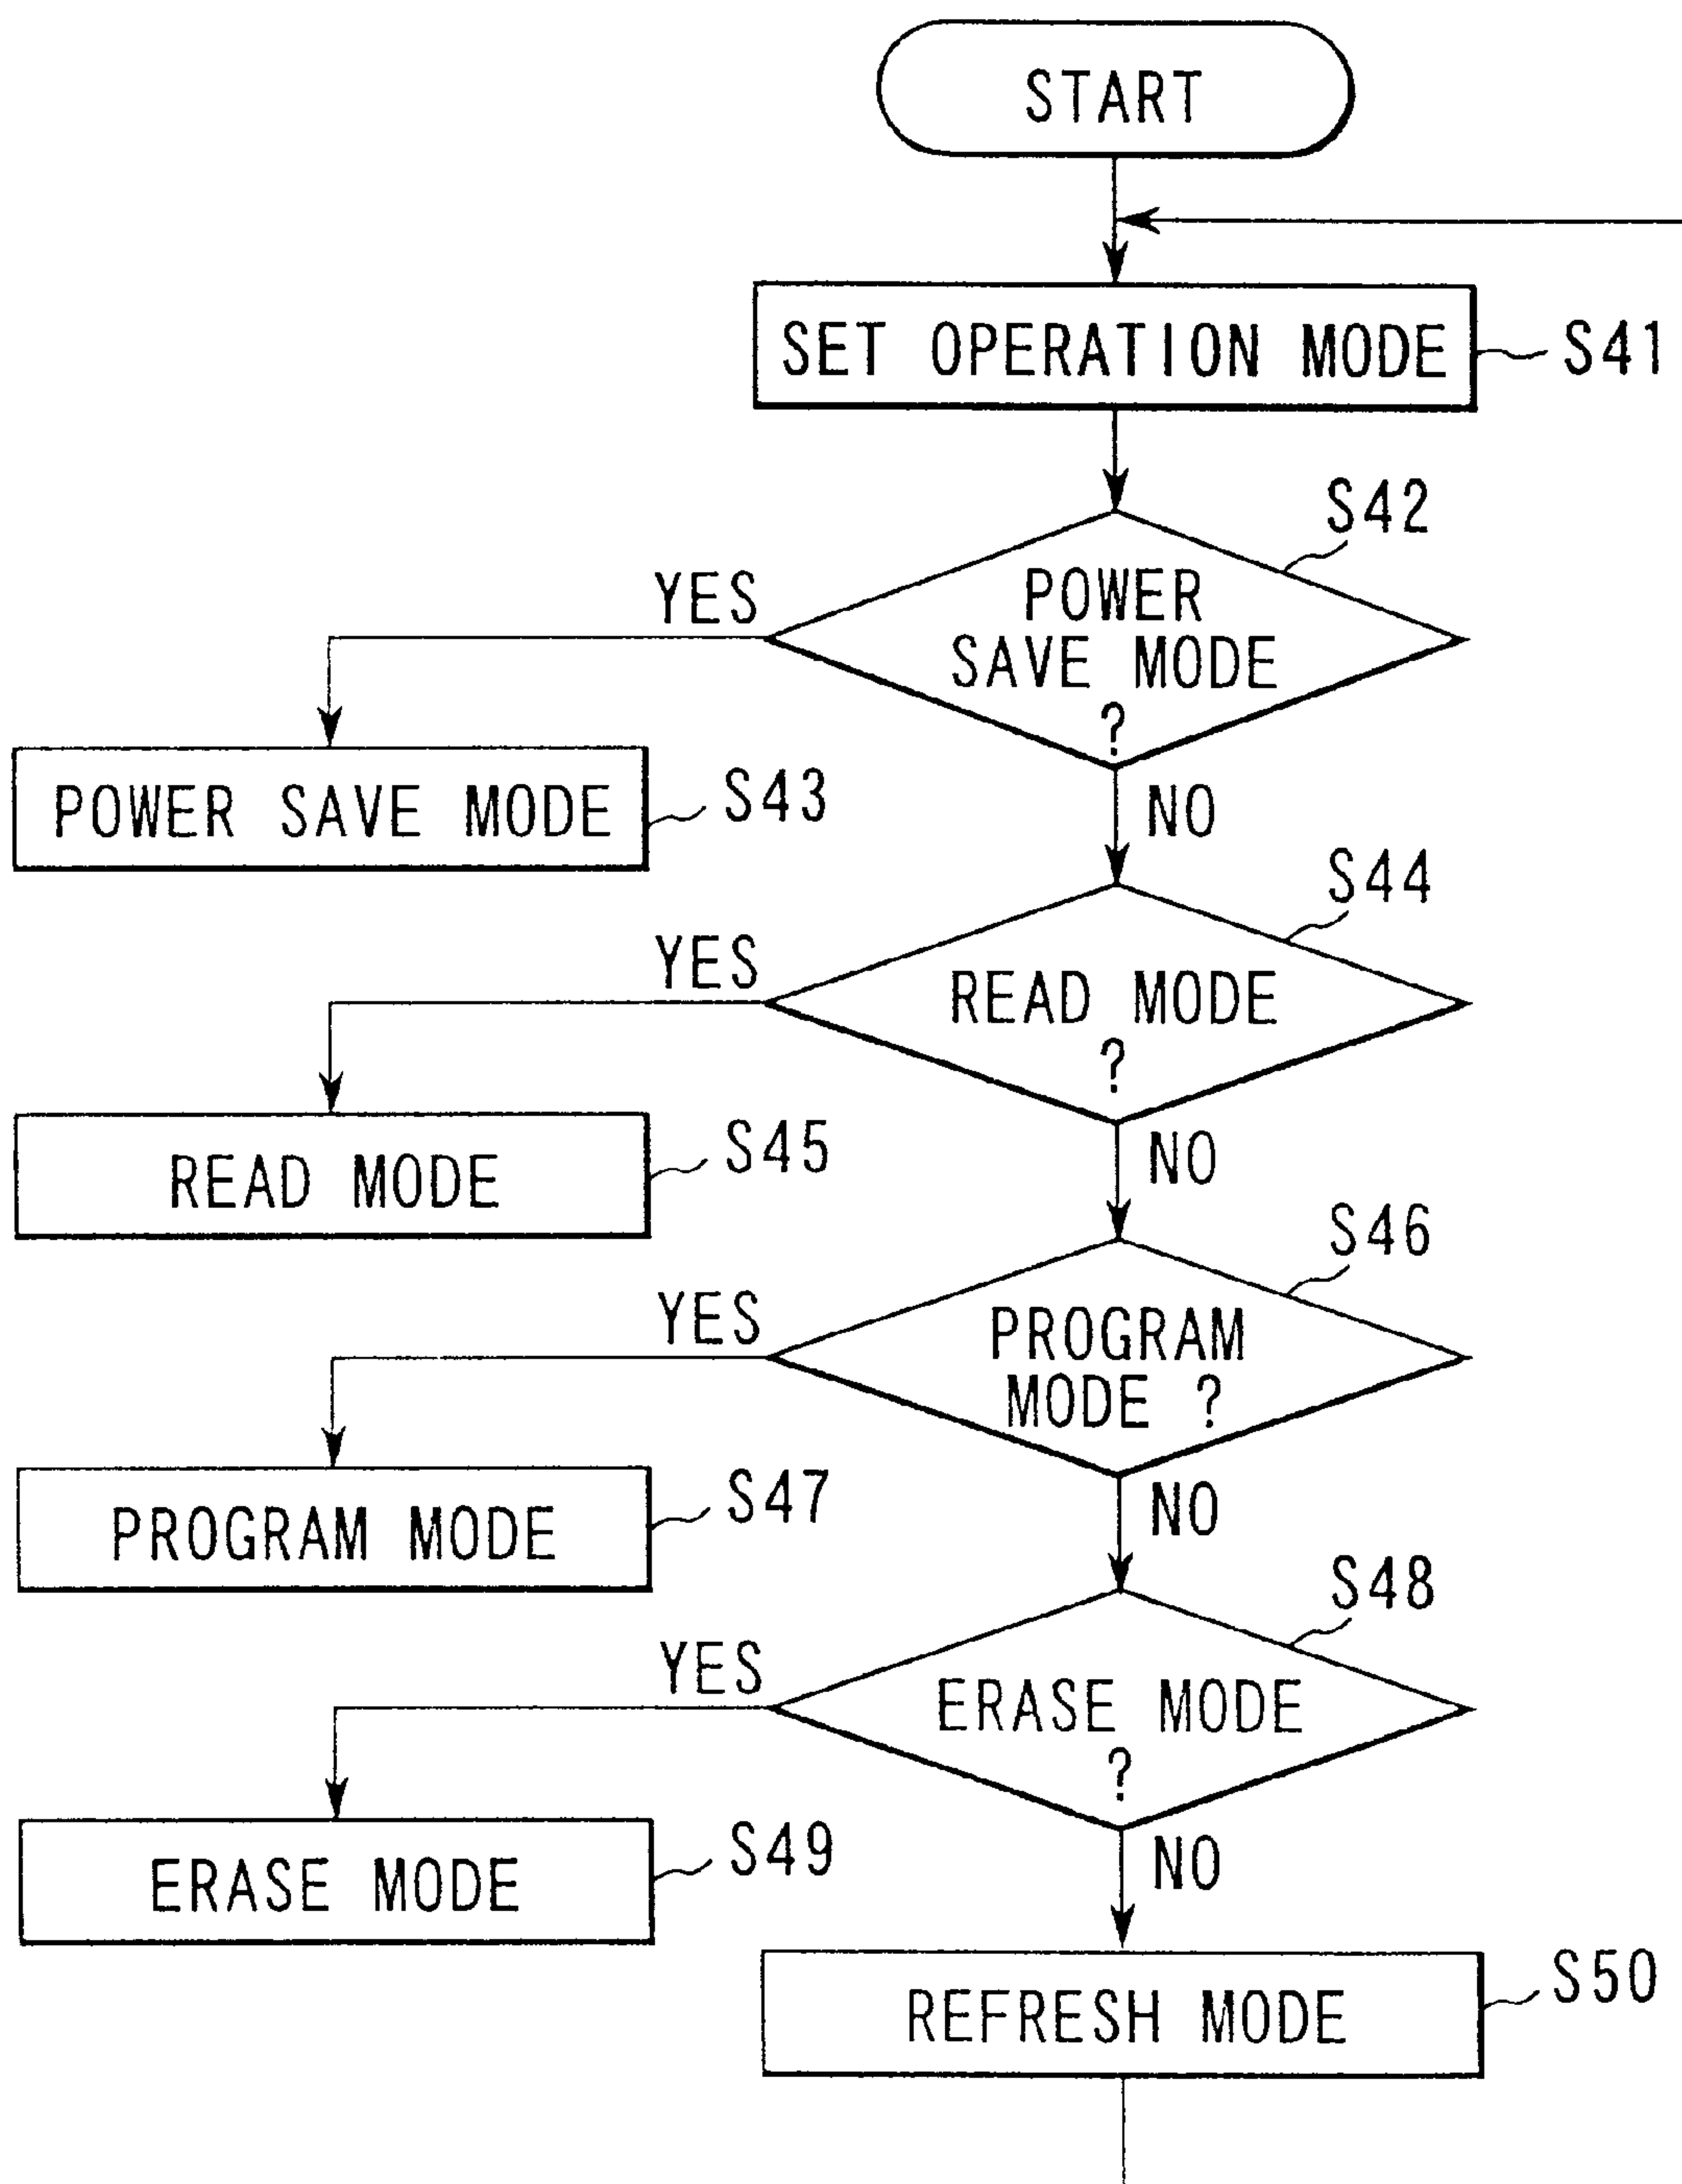 START
SET OPERATION MODE
S41
S42
YES
POWER
SAVE MODE
?
POWER SAVE MODE
S43
NO
S44
YES
READ MODE
?
READ MODE
S45
NO
S46
YES
PROGRAM
MODE ?
PROGRAM MODE
S47
NO
S48
YES
ERASE MODE
?
ERASE MODE
S49
NO
REFRESH MODE
S50